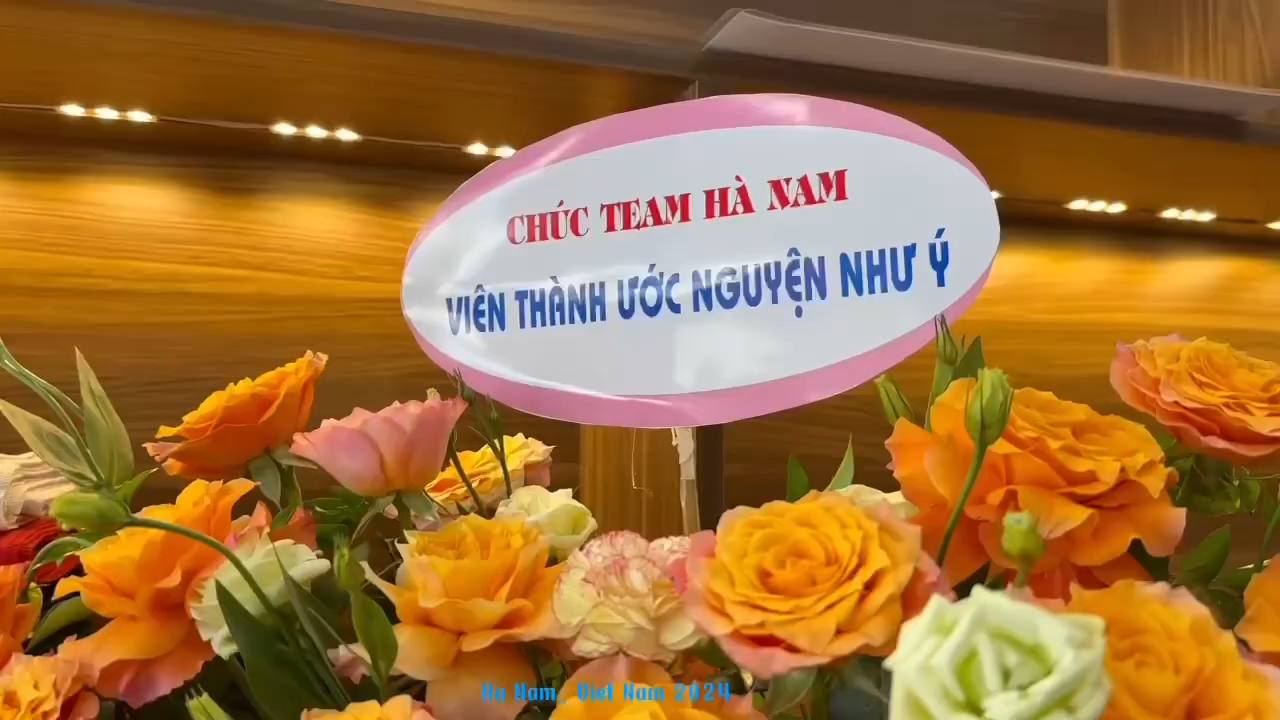 CHÚC TEAM HÀ NAM
VIÊN THÀNH ƯỚC NGUYỆN NHƯ Ý
Ha Nam_ Viet Nam 2024